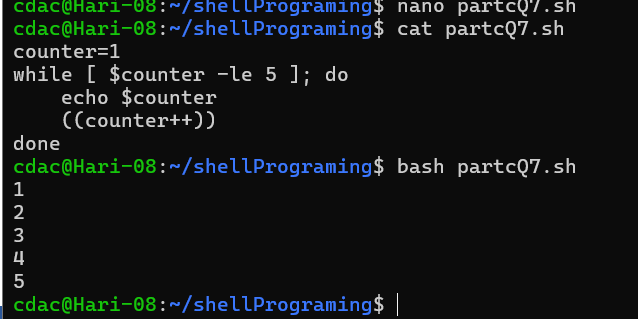 cdac@Hari-08:~/shellPrograming$ nano partcQ7.sh
cdac@Hari-08:~/shellPrograming$ cat partcQ7.sh
counter=1
while [ $counter -le 5 ]; do
    echo $counter
    ((counter++))
done
cdac@Hari-08:~/shellPrograming$ bash partcQ7.sh
1
2
3
4
5
cdac@Hari-08:~/shellPrograming$